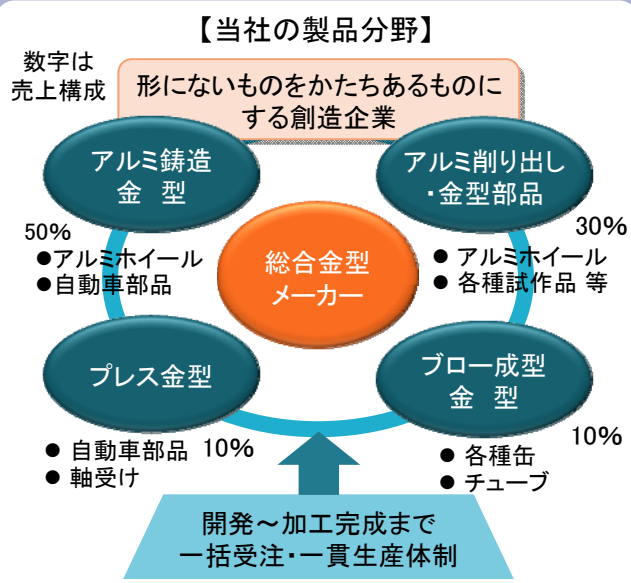 【当社の製品分野】
数字は
売上構成
形にないものをかたちあるものに
する創造企業
アルミ鋳造
金 型
アルミ削り出し
・金型部品
50%
●アルミホイール
●自動車部品
総合金型
メーカー
30%
● アルミホイール
● 各種試作品 等
プレス金型
ブロー成型
金 型
● 自動車部品 10%
● 軸受け
10%
● 各種缶
● チューブ
開発～加工完成まで
一括受注・一貫生産体制